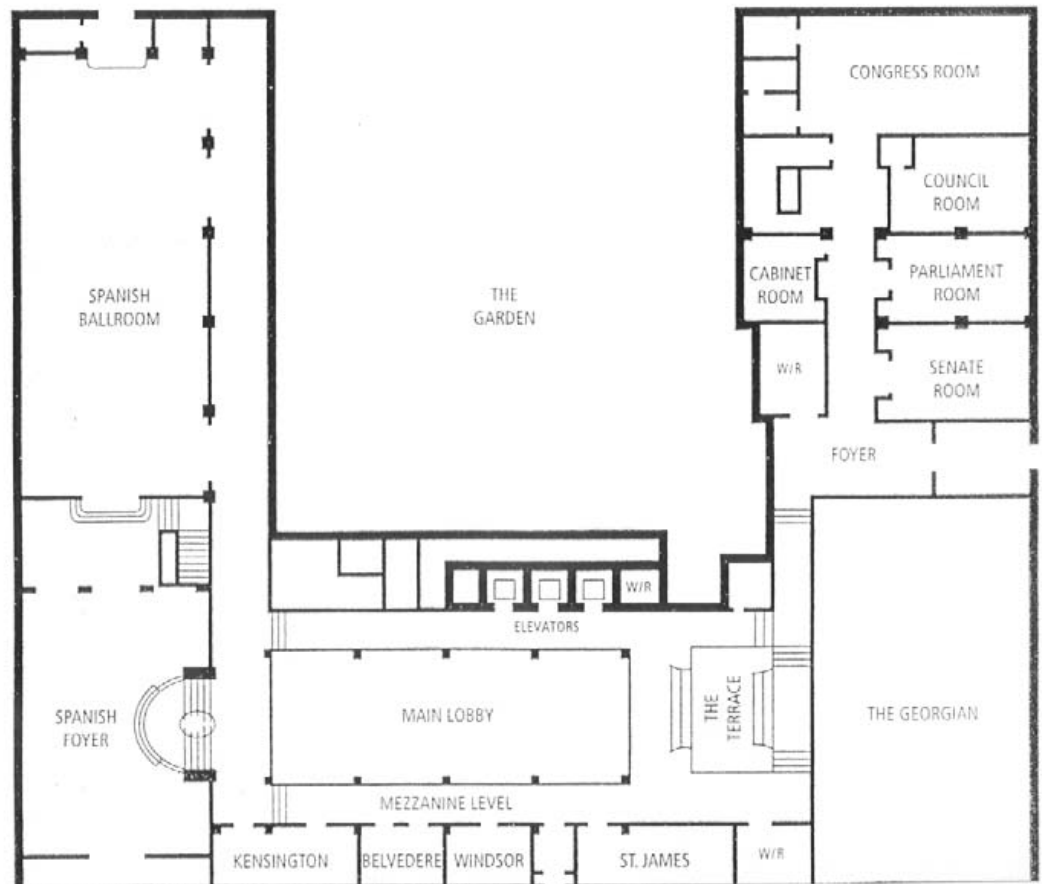 CONGRESS ROOM
COUNCIL
ROOM
SPANISH
BALLROOM
THE
GARDEN
CABINET
ROOM
PARLIAMENT
ROOM
W/R
SENATE
ROOM
FOYER
W/R
ELEVATORS
SPANISH
FOYER
MAIN LOBBY
THE
TERRACE
THE GEORGIAN
MEZZANINE LEVEL
KENSINGTON
BELVEDERE
WINDSOR
ST. JAMES
W/R